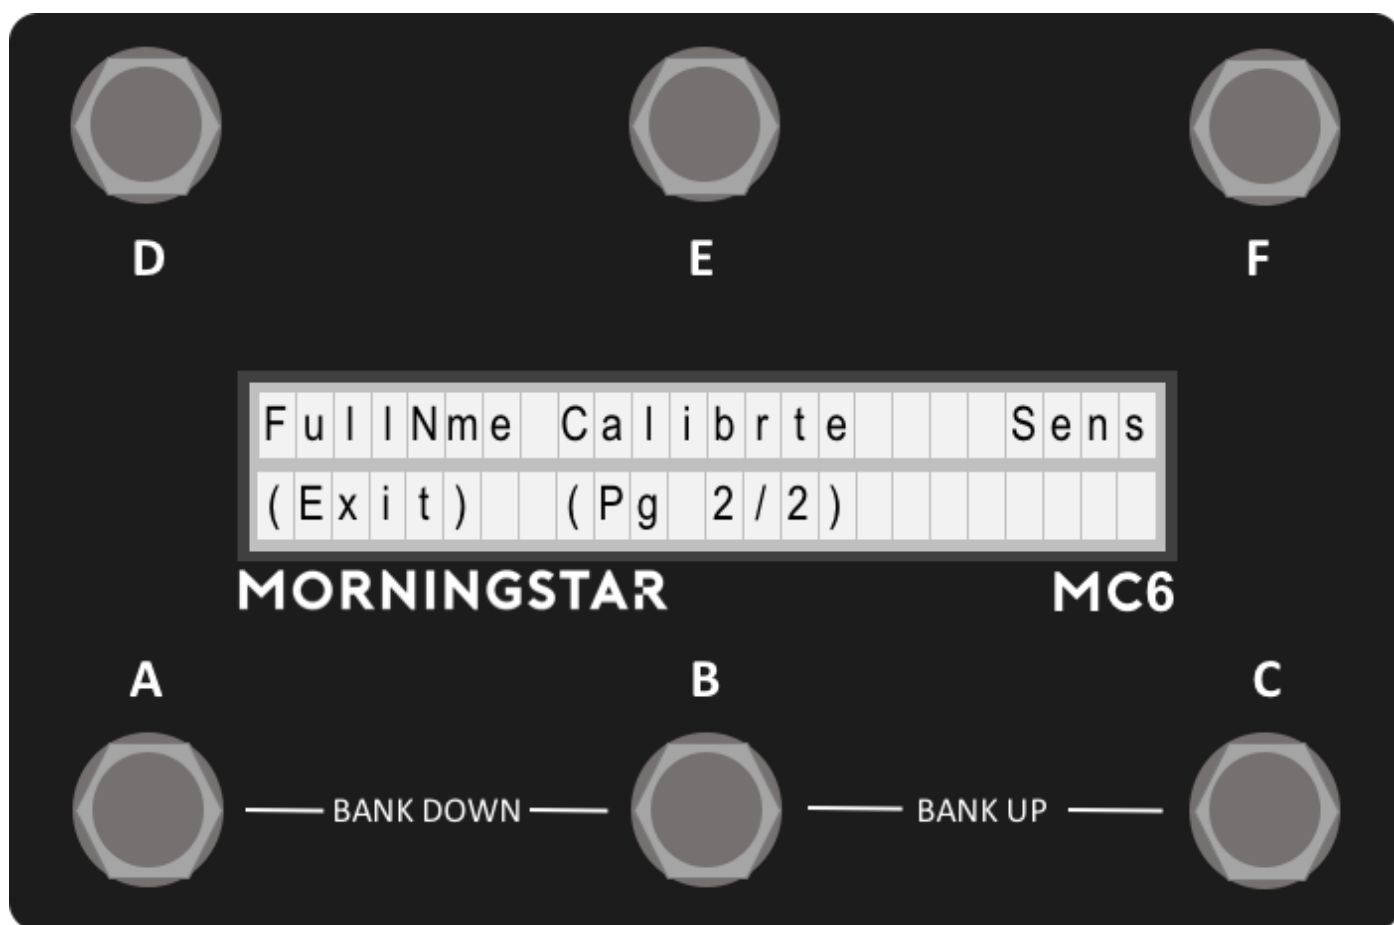 D E F
FullNme Calibrte Sens
(Exit) (Pg 2/2)
MORNINGSTAR MC6
A B C
BANK DOWN BANK UP